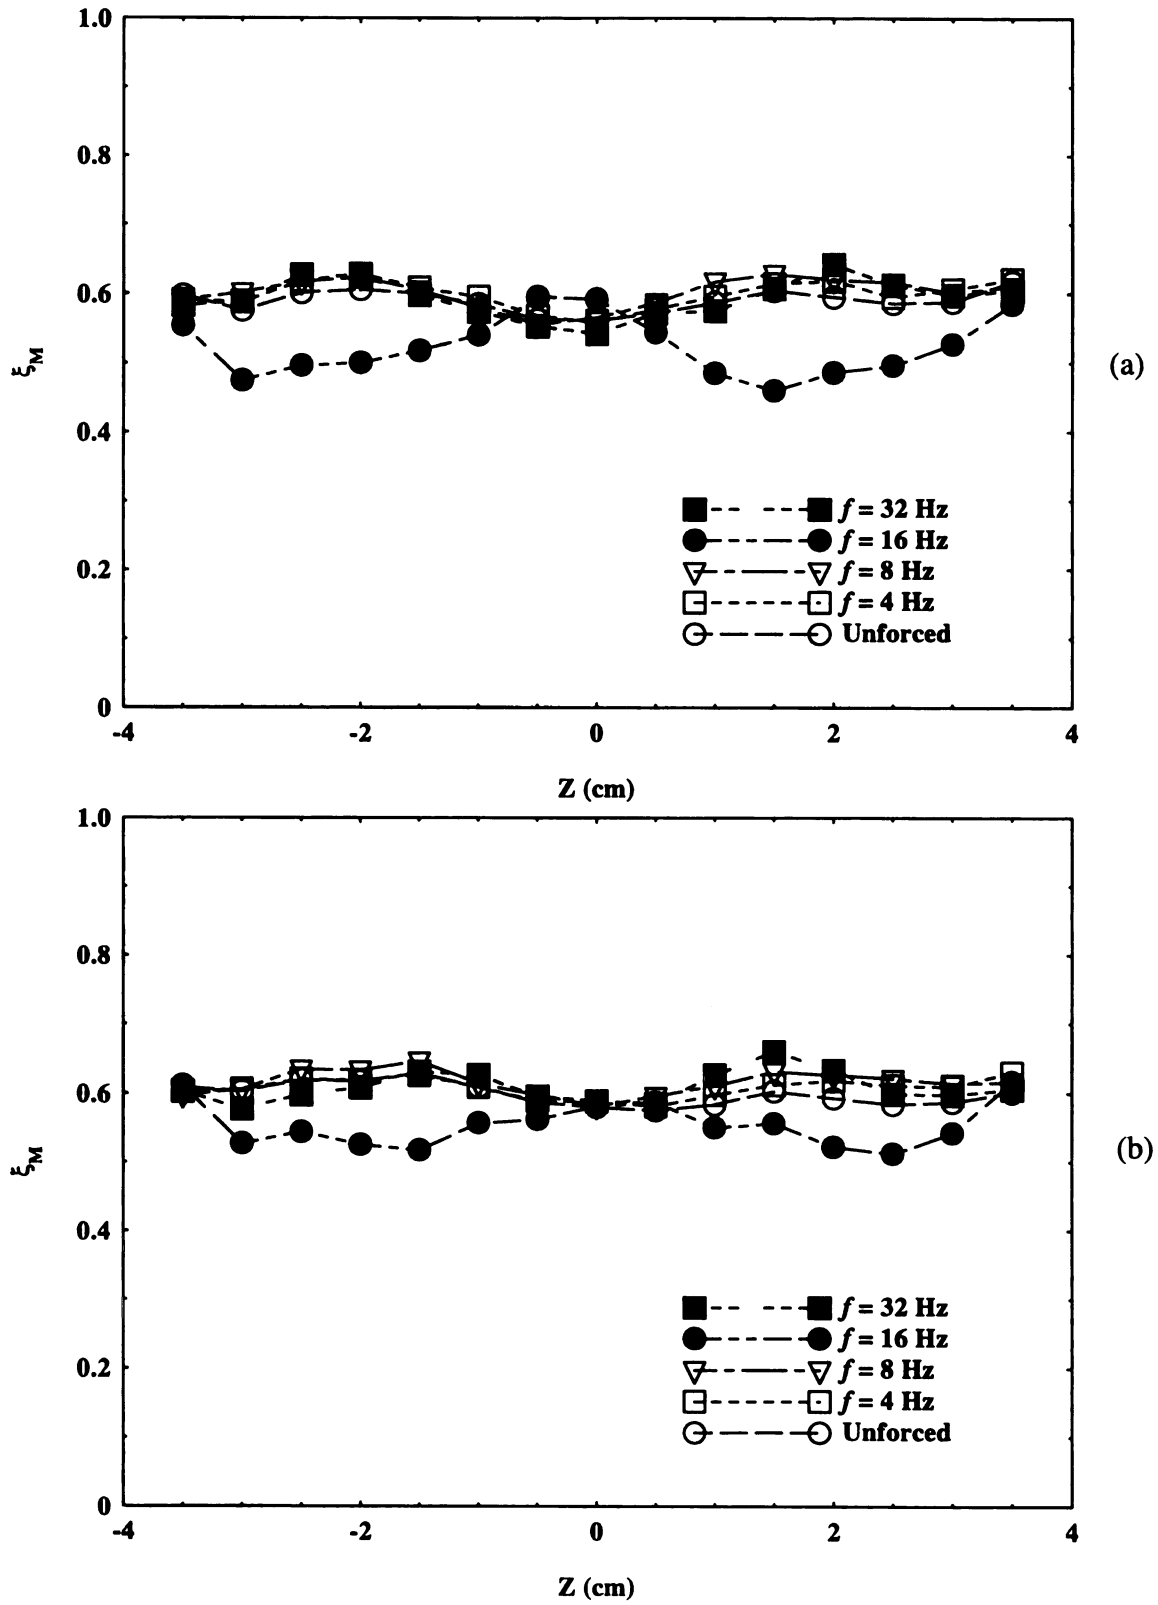 1.0
0.8
0.6
0.4
0.2
0
ξM
-4
-2
0
2
4
Z (cm)
(a)
f = 32 Hz
f = 16 Hz
f = 8 Hz
f = 4 Hz
Unforced
1.0
0.8
0.6
0.4
0.2
0
ξM
-4
-2
0
2
4
Z (cm)
(b)
f = 32 Hz
f = 16 Hz
f = 8 Hz
f = 4 Hz
Unforced